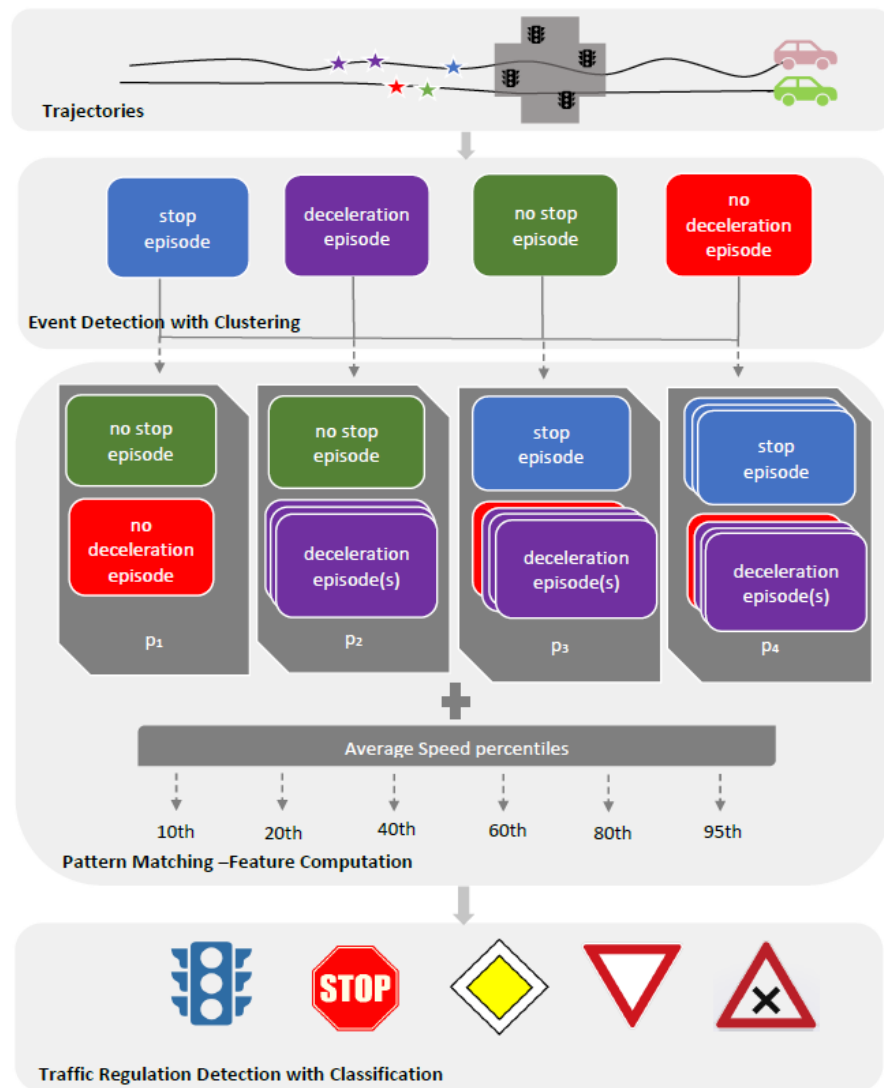 Trajectories
stop
episode
deceleration
episode
no stop
episode
no
deceleration
episode
Event Detection with Clustering
no stop
episode
no
deceleration
episode
p₁
no stop
episode
deceleration
episode(s)
p₂
stop
episode
deceleration
episode(s)
p₃
stop
episode
deceleration
episode(s)
p₄
Average Speed percentiles
10th
20th
40th
60th
80th
95th
Pattern Matching –Feature Computation
STOP
Traffic Regulation Detection with Classification